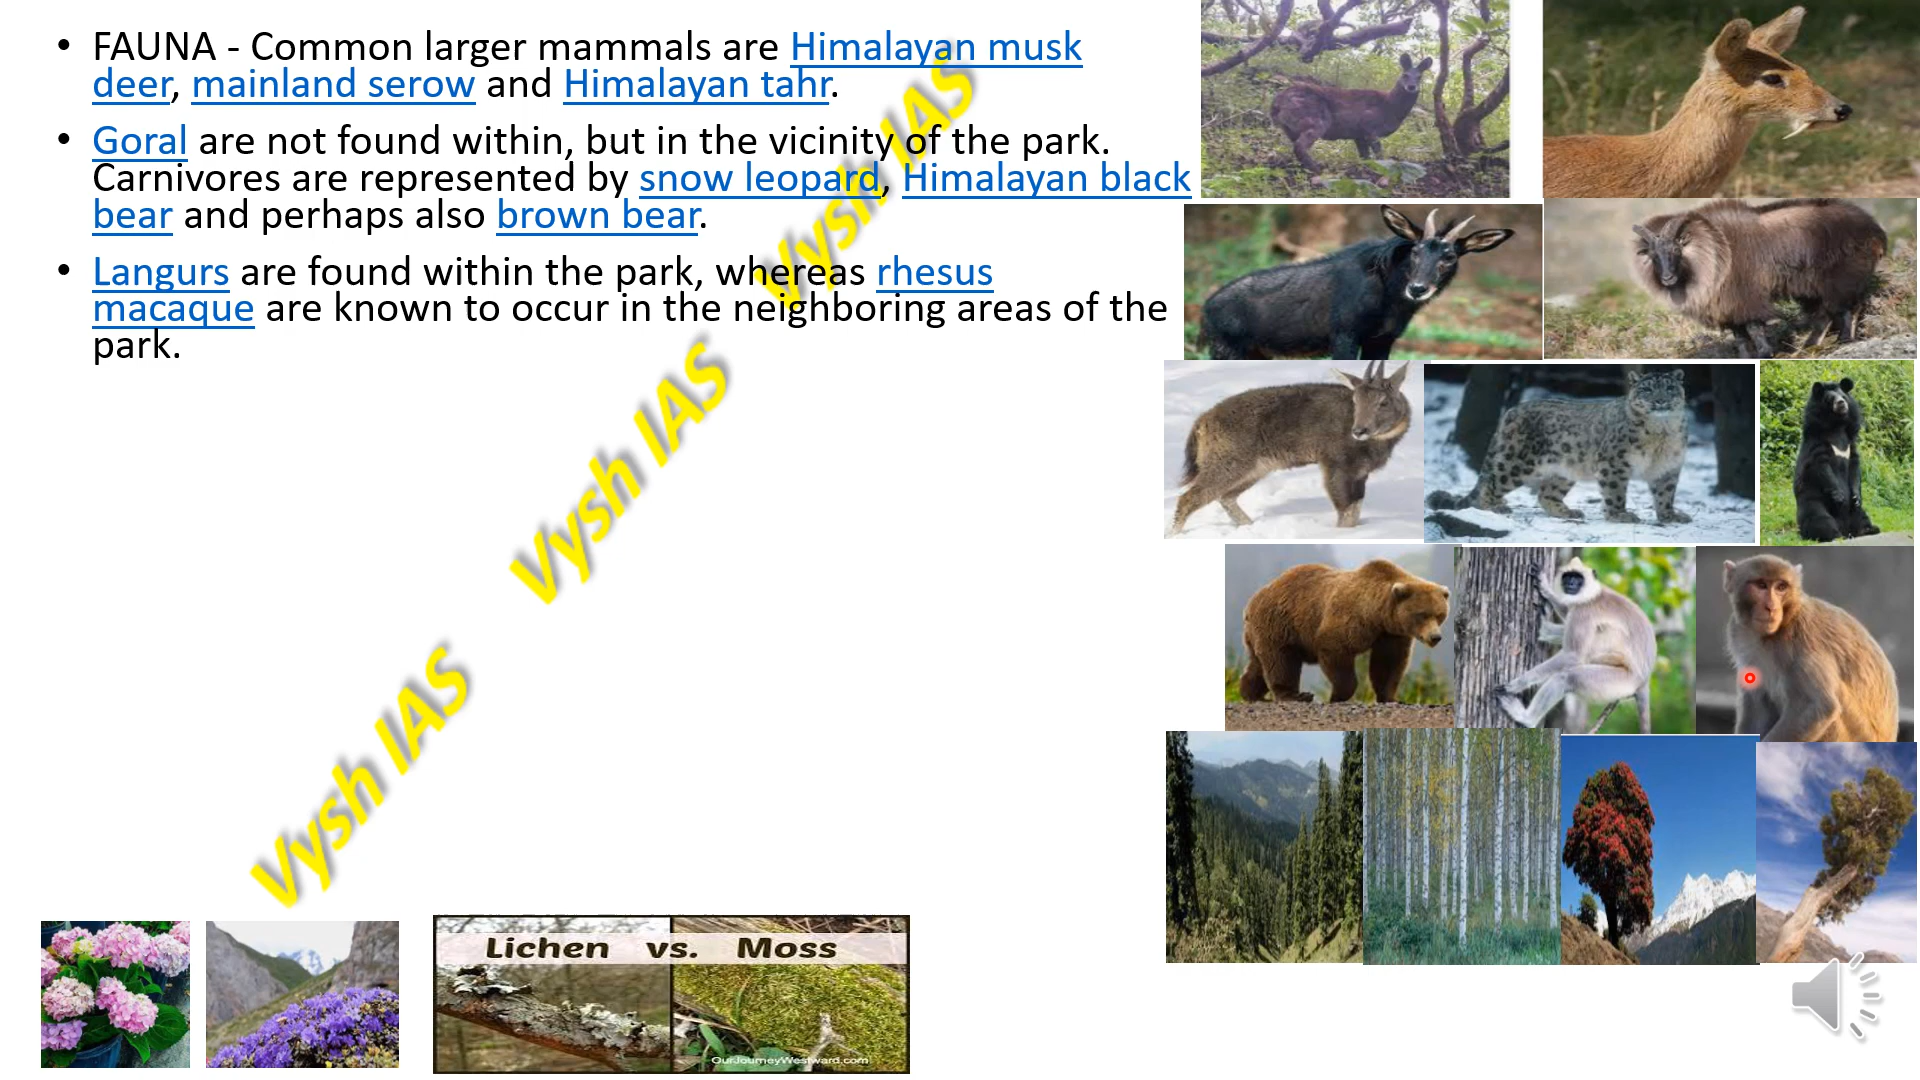 • FAUNA - Common larger mammals are Himalayan musk
deer, mainland serow and Himalayan tahr.
• Goral are not found within, but in the vicinity of the park.
Carnivores are represented by snow leopard, Himalayan black
bear and perhaps also brown bear.
• Langurs are found within the park, whereas rhesus
macaque are known to occur in the neighboring areas of the
park.
Vysh IAS
Vysh IAS
Vysh IAS
Lichen vs. Moss
OurJourneyWestward.com